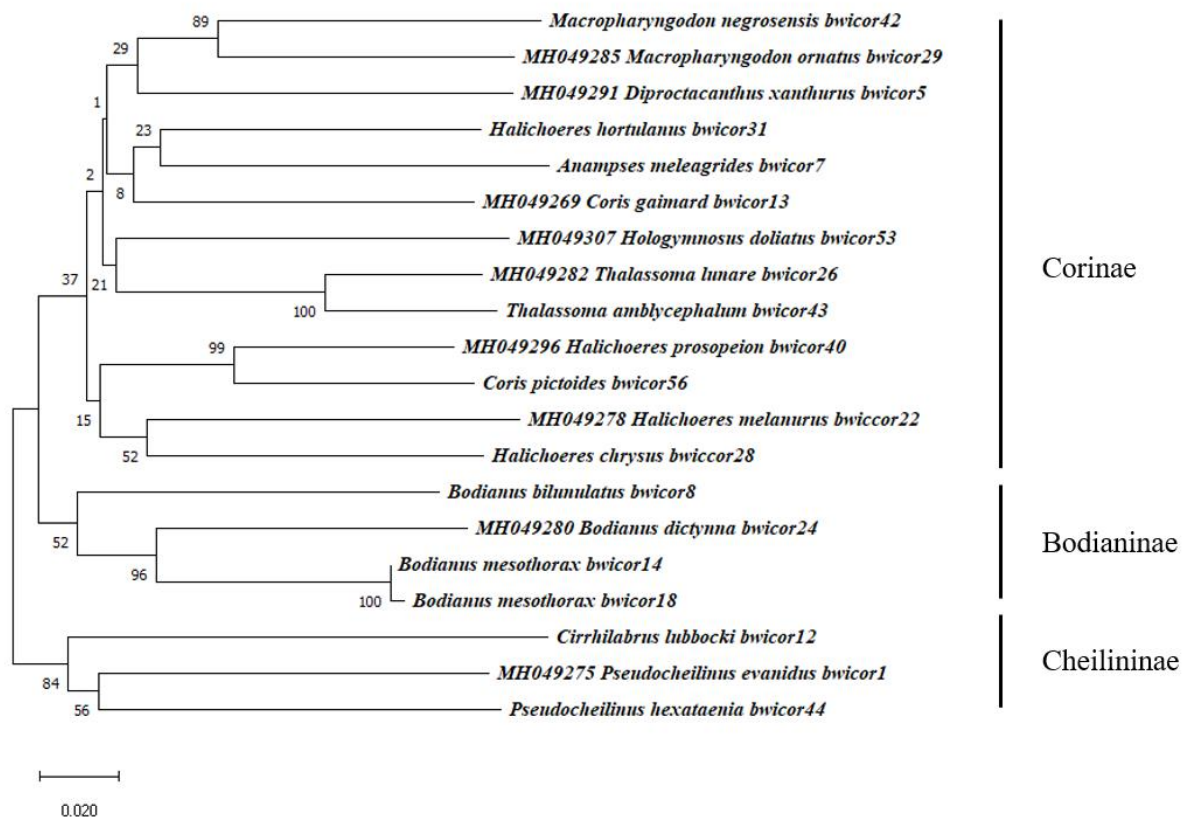 89
Macropharyngodon negrosensis bwicor42
29
MH049285 Macropharyngodon ornatus bwicor29
MH049291 Diproctacanthus xanthurus bwicor5
1
23
Halichoeres hortulanus bwicor31
Anampses meleagrides bwicor7
2
8
MH049269 Coris gaimard bwicor13
MH049307 Hologymnosus doliatus bwicor53
37
21
MH049282 Thalassoma lunare bwicor26
Corinae
100
Thalassoma amblycephalum bwicor43
99
MH049296 Halichoeres prosopeion bwicor40
Coris pictoides bwicor56
15
MH049278 Halichoeres melanurus bwiccor22
52
Halichoeres chrysus bwiccor28
Bodianus bilunulatus bwicor8
52
MH049280 Bodianus dictynna bwicor24
Bodianinae
96
Bodianus mesothorax bwicor14
100
Bodianus mesothorax bwicor18
Cirrhilabrus lubbocki bwicor12
Cheilininae
84
MH049275 Pseudocheilinus evanidus bwicor1
56
Pseudocheilinus hexataenia bwicor44
0.020